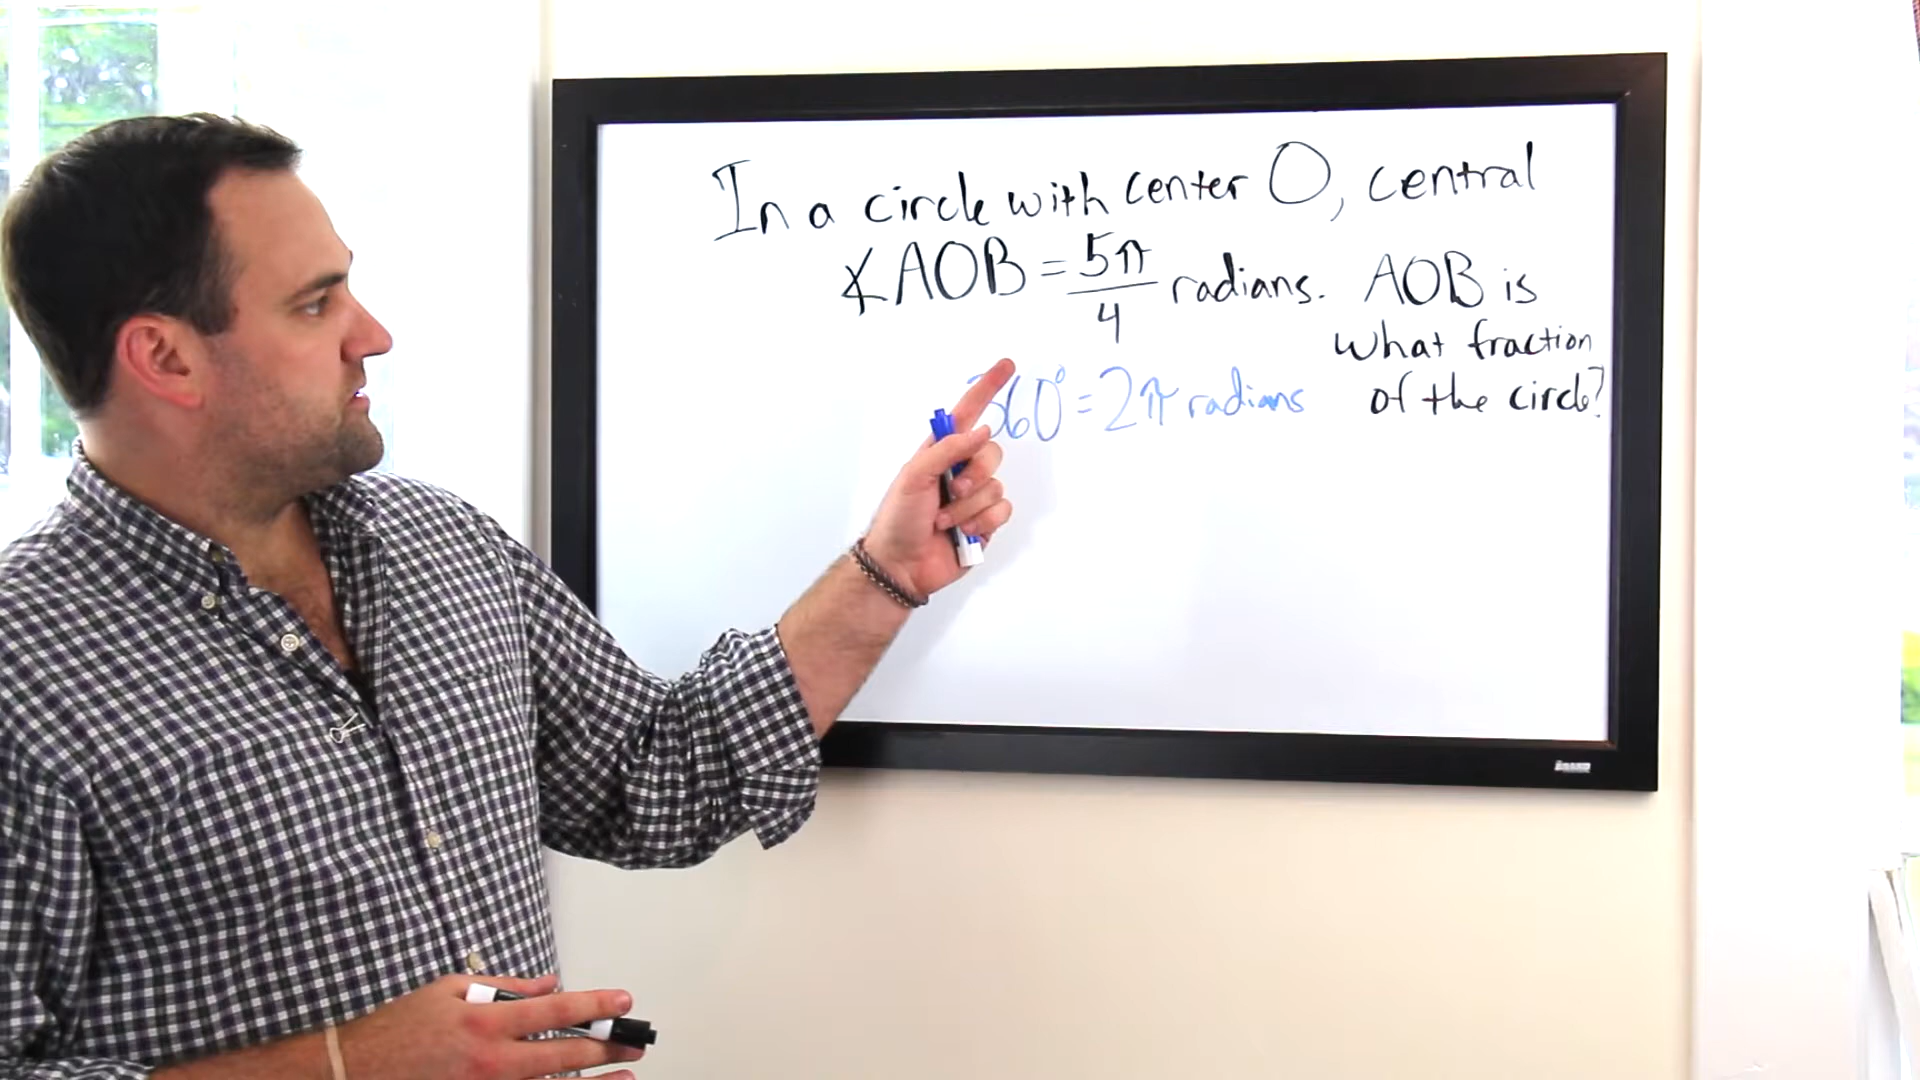 In a circle with center O, central
∡AOB = 5π/4 radians. AOB is
what fraction
of the circle?
360° = 2π radians